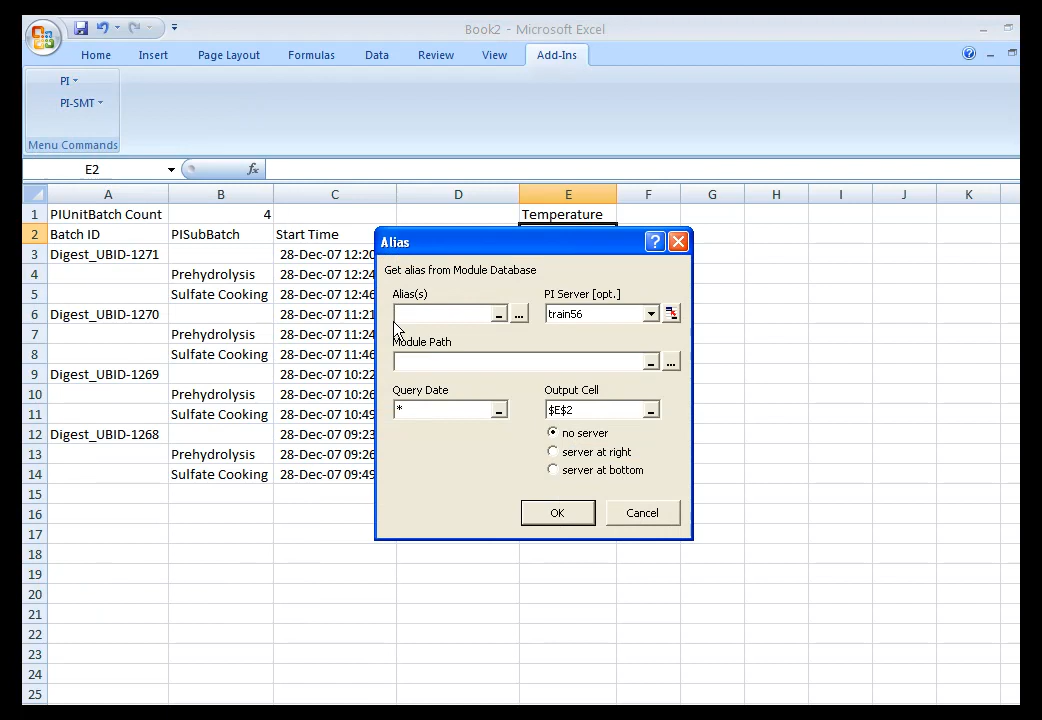 Book2 - Microsoft Excel
Home Insert Page Layout Formulas Data Review View Add-Ins
PI
PI-SMT
Menu Commands
E2 fx
A B C D E F G H I J K
1 PIUnitBatch Count 4 Temperature
2 Batch ID PISubBatch Start Time
3 Digest_UBID-1271 28-Dec-07 12:20
4 Prehydrolysis 28-Dec-07 12:24
5 Sulfate Cooking 28-Dec-07 12:46
6 Digest_UBID-1270 28-Dec-07 11:21
7 Prehydrolysis 28-Dec-07 11:24
8 Sulfate Cooking 28-Dec-07 11:46
9 Digest_UBID-1269 28-Dec-07 10:22
10 Prehydrolysis 28-Dec-07 10:26
11 Sulfate Cooking 28-Dec-07 10:49
12 Digest_UBID-1268 28-Dec-07 09:23
13 Prehydrolysis 28-Dec-07 09:26
14 Sulfate Cooking 28-Dec-07 09:49
15
16
17
18
19
20
21
22
23
24
25
Alias ?
Get alias from Module Database
Alias(s) PI Server [opt.]
... train56
Module Path
...
Query Date Output Cell
* $E$2
no server
server at right
server at bottom
OK Cancel